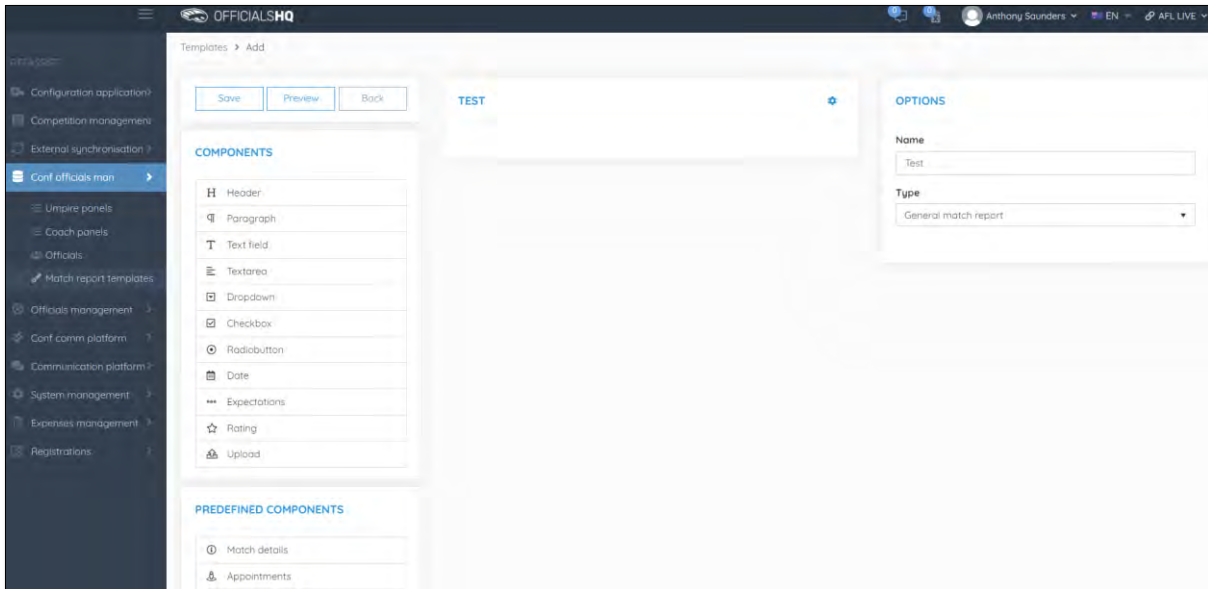 OFFICIALSHQ
0
0
Anthony Saunders
EN
AFL LIVE
Templates > Add
Configuration application
Competition management
External synchronisation
Conf officials man
Umpire panels
Coach panels
Officials
Match report templates
Officials management
Conf comm platform
Communication platform
System management
Expenses management
Registrations
Save
Preview
Back
COMPONENTS
H Header
Paragraph
T Text field
Textarea
Dropdown
Checkbox
Radiobutton
Date
Expectations
Rating
Upload
PREDEFINED COMPONENTS
Match details
Appointments
TEST
OPTIONS
Name
Test
Type
General match report